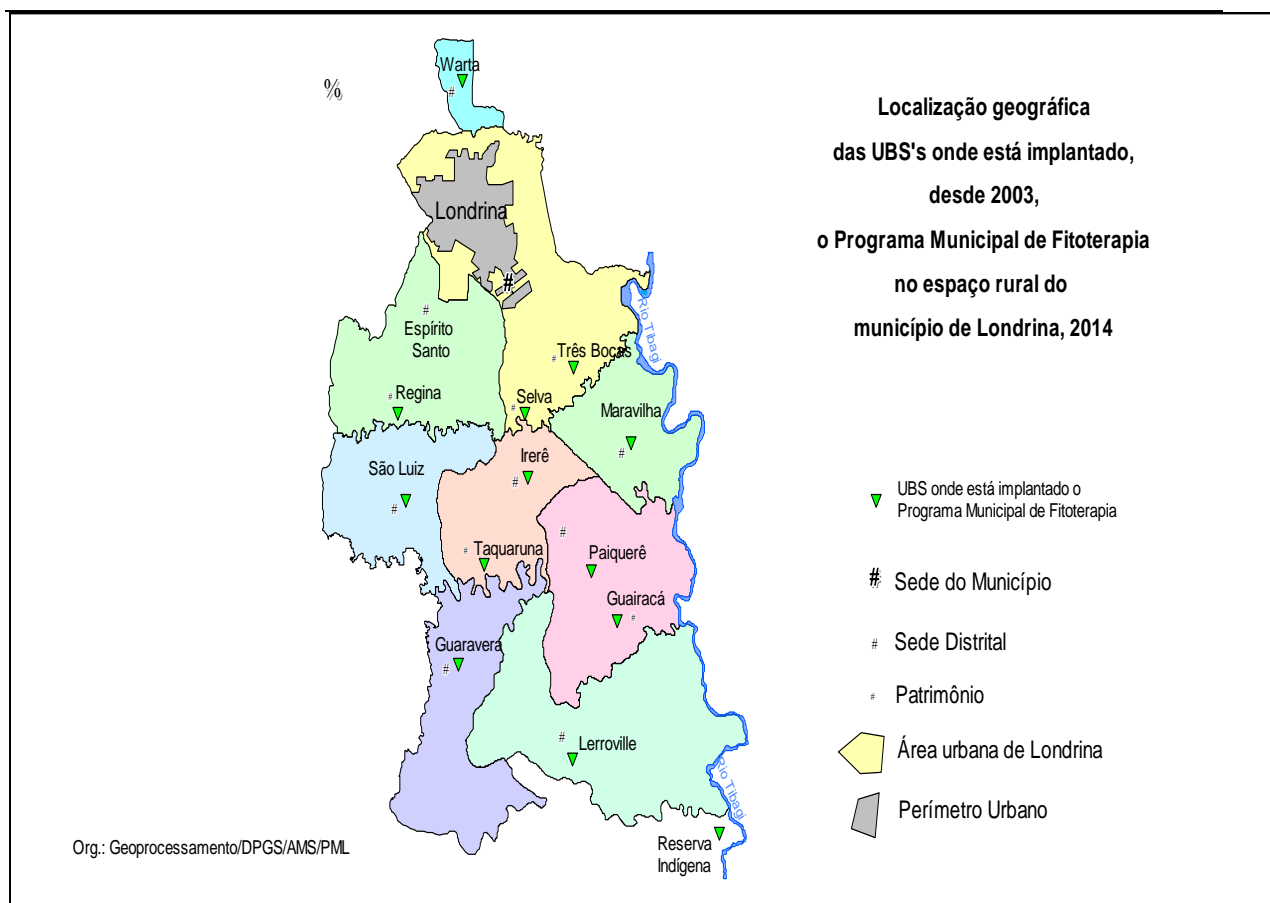 Warta
#
%
Localização geográfica
das UBS's onde está implantado,
desde 2003,
o Programa Municipal de Fitoterapia
no espaço rural do
município de Londrina, 2014
Londrina
#
#
Espírito
Santo
Rio Tibagi
# Três Bocas
# Regina
# Selva
Maravilha
#
São Luiz
#
Irerê
#
# Taquaruna
#
Paiquerê
Guairacá
#
Guaravera
#
# Lerroville
Rio Tibagi
Reserva
Indígena
UBS onde está implantado o
Programa Municipal de Fitoterapia
# Sede do Município
# Sede Distrital
# Patrimônio
Área urbana de Londrina
Perímetro Urbano
Org.: Geoprocessamento/DPGS/AMS/PML